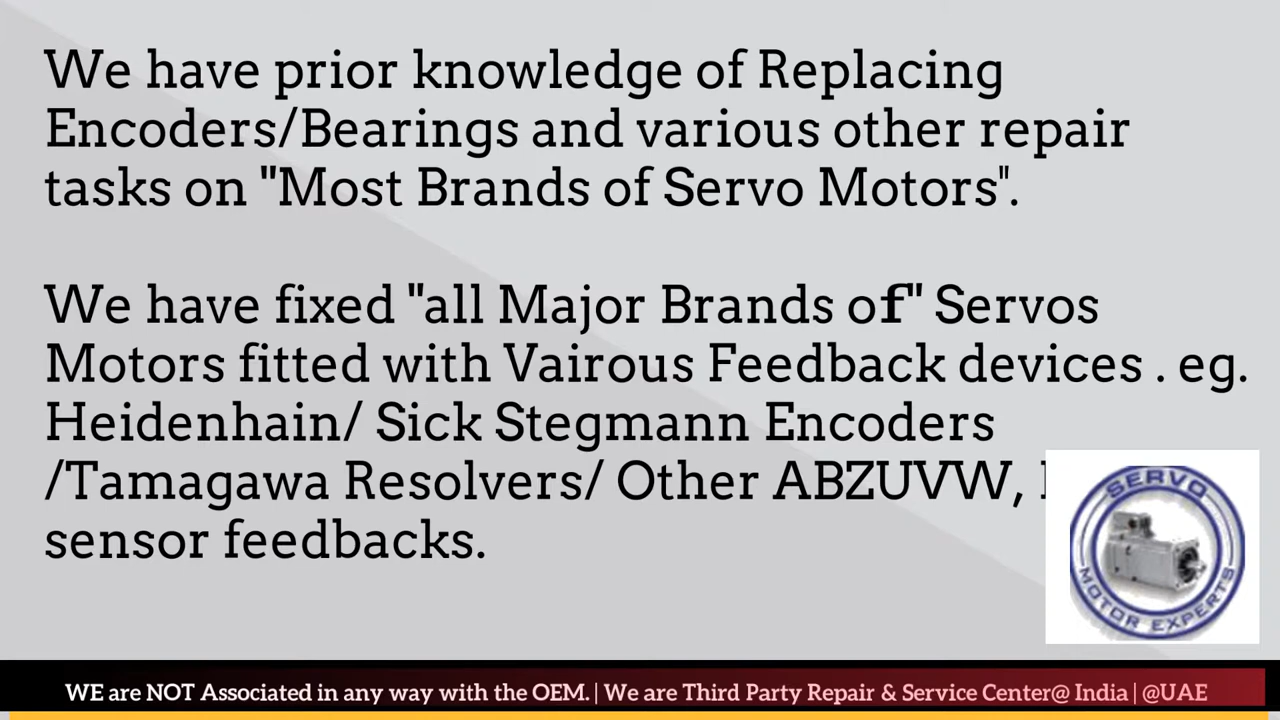 We have prior knowledge of Replacing
Encoders/Bearings and various other repair
tasks on "Most Brands of Servo Motors".
We have fixed "all Major Brands of" Servos
Motors fitted with Vairous Feedback devices . eg.
Heidenhain/ Sick Stegmann Encoders
/Tamagawa Resolvers/ Other ABZUVW,
sensor feedbacks.
SERVO
MOTOR EXPERTS
WE are NOT Associated in any way with the OEM. | We are Third Party Repair & Service Center@ India | @UAE